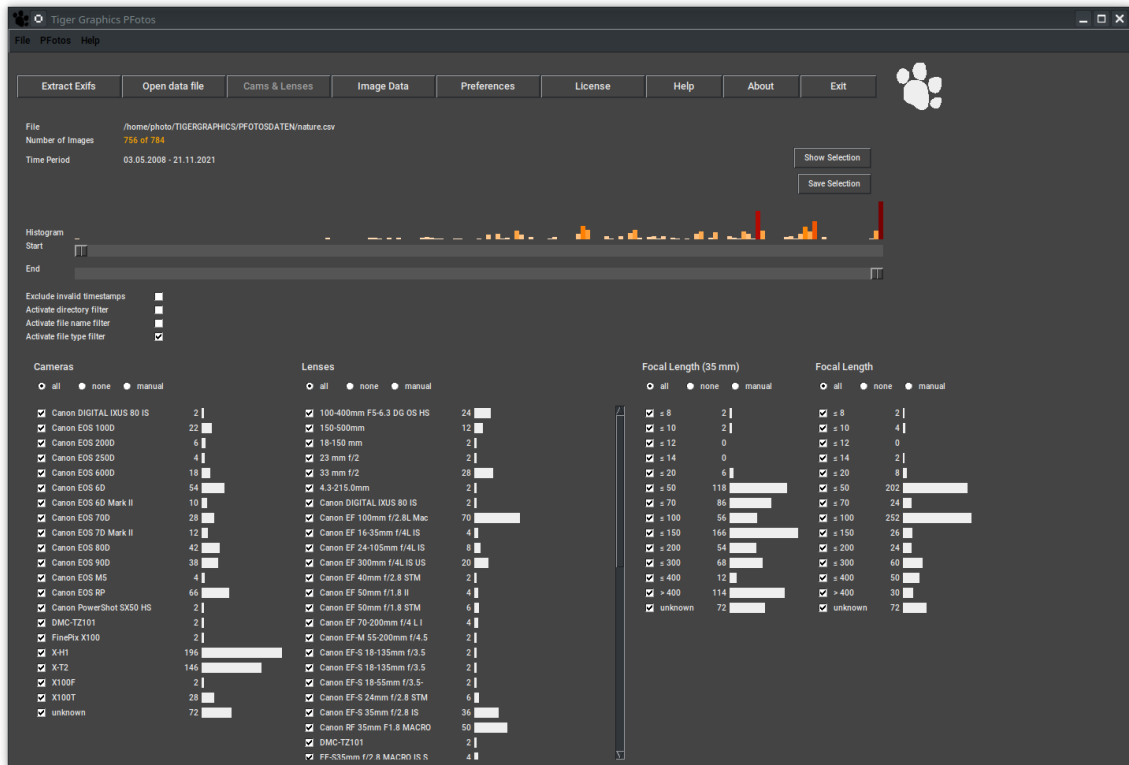 Tiger Graphics PFotos
File PFotos Help
Extract Exifs Open data file Cams & Lenses Image Data Preferences License Help About Exit
File /home/photo/TIGERGRAPHICS/PFOTOSDATEN/nature.csv
Number of Images 756 of 784
Time Period 03.05.2008 - 21.11.2021
Show Selection
Save Selection
Histogram
Start
End
Exclude invalid timestamps
Activate directory filter
Activate file name filter
Activate file type filter
Cameras
all none manual
Canon DIGITAL IXUS 80 IS 2
Canon EOS 100D 22
Canon EOS 200D 6
Canon EOS 250D 4
Canon EOS 600D 18
Canon EOS 6D 54
Canon EOS 6D Mark II 10
Canon EOS 70D 28
Canon EOS 7D Mark II 12
Canon EOS 80D 42
Canon EOS 90D 38
Canon EOS M5 4
Canon EOS RP 66
Canon PowerShot SX50 HS 2
DMC-TZ101 2
FinePix X100 2
X-H1 196
X-T2 146
X100F 2
X100T 28
unknown 72
Lenses
all none manual
100-400mm F5-6.3 DG OS HS 24
150-500mm 12
18-150 mm 2
23 mm f/2 2
33 mm f/2 28
4.3-215.0mm 2
Canon DIGITAL IXUS 80 IS 2
Canon EF 100mm f/2.8L Mac 70
Canon EF 16-35mm f/4L IS 4
Canon EF 24-105mm f/4L IS 8
Canon EF 300mm f/4L IS US 20
Canon EF 40mm f/2.8 STM 2
Canon EF 50mm f/1.8 II 4
Canon EF 50mm f/1.8 STM 6
Canon EF 70-200mm f/4 L I 4
Canon EF-M 55-200mm f/4.5 2
Canon EF-S 18-135mm f/3.5 2
Canon EF-S 18-135mm f/3.5 2
Canon EF-S 18-55mm f/3.5- 2
Canon EF-S 24mm f/2.8 STM 6
Canon EF-S 35mm f/2.8 IS 36
Canon RF 35mm F1.8 MACRO 50
DMC-TZ101 2
EF-S35mm f/2.8 MACRO IS S 4
Focal Length (35 mm)
all none manual
≤ 8 2
≤ 10 2
≤ 12 0
≤ 14 0
≤ 20 6
≤ 50 118
≤ 70 86
≤ 100 56
≤ 150 166
≤ 200 54
≤ 300 68
≤ 400 12
> 400 114
unknown 72
Focal Length
all none manual
≤ 8 2
≤ 10 4
≤ 12 0
≤ 14 2
≤ 20 8
≤ 50 202
≤ 70 24
≤ 100 252
≤ 150 26
≤ 200 24
≤ 300 60
≤ 400 50
> 400 30
unknown 72